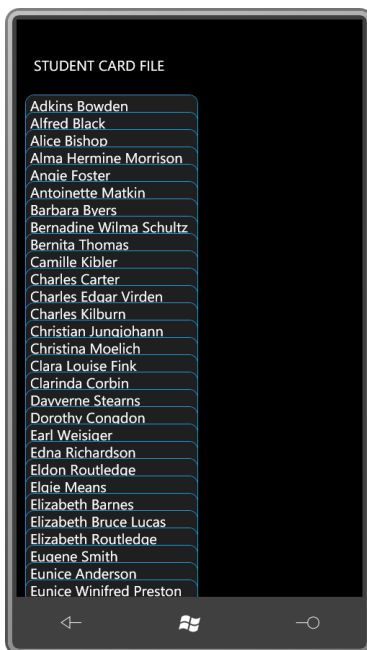 STUDENT CARD FILE
Adkins Bowden
Alfred Black
Alice Bishop
Alma Hermine Morrison
Angie Foster
Antoinette Matkin
Barbara Byers
Bernadine Wilma Schultz
Bernita Thomas
Camille Kibler
Charles Carter
Charles Edgar Virden
Charles Kilburn
Christian Jungjohann
Christina Moelich
Clara Louise Fink
Clarinda Corbin
Dayverne Stearns
Dorothy Congdon
Earl Weisiger
Edna Richardson
Eldon Routledge
Elgie Means
Elizabeth Barnes
Elizabeth Bruce Lucas
Elizabeth Routledge
Eugene Smith
Eunice Anderson
Eunice Winifred Preston